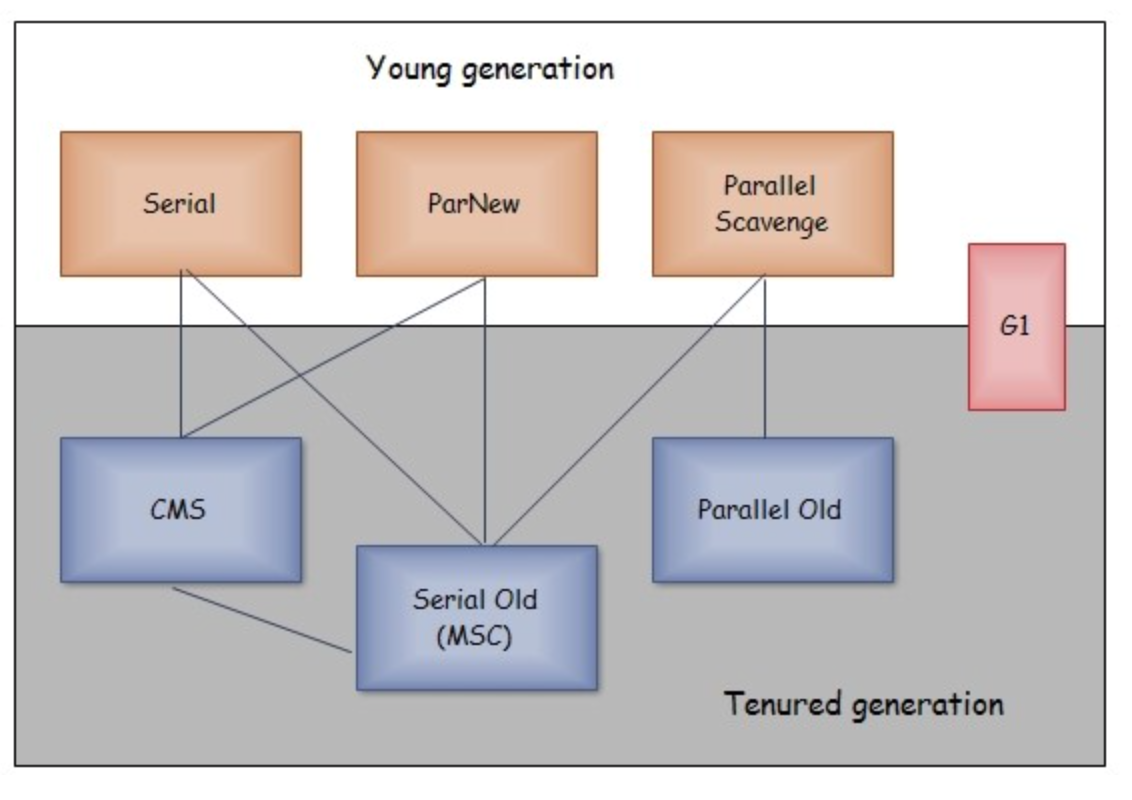 Young generation
Serial
ParNew
Parallel
Scavenge
G1
CMS
Parallel Old
Serial Old
(MSC)
Tenured generation